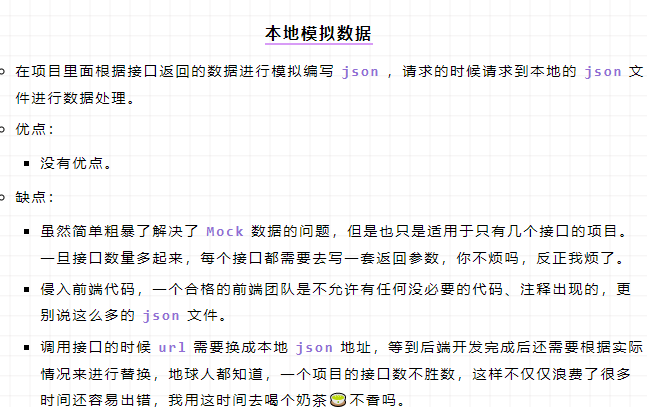 本地模拟数据
在项目里面根据接口返回的数据进行模拟编写 json ，请求的时候请求到本地的 json 文
件进行数据处理。
优点：
没有优点。
缺点：
虽然简单粗暴了解决了 Mock 数据的问题，但是也只是适用于只有几个接口的项目。
一旦接口数量多起来，每个接口都需要去写一套返回参数，你不烦吗，反正我烦了。
侵入前端代码，一个合格的前端团队是不允许有任何没必要的代码、注释出现的，更
别说这么多的 json 文件。
调用接口的时候 url 需要换成本地 json 地址，等到后端开发完成后还需要根据实际
情况来进行替换，地球人都知道，一个项目的接口数不胜数，这样不仅仅浪费了很多
时间还容易出错，我用这时间去喝个奶茶🍵不香吗。